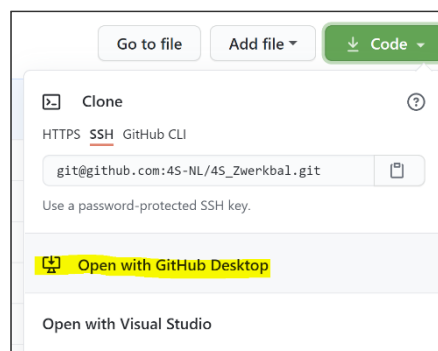 Go to file Add file Code
Clone
HTTPS SSH GitHub CLI
git@github.com:4S-NL/4S_Zwerkbal.git
Use a password-protected SSH key.
Open with GitHub Desktop
Open with Visual Studio